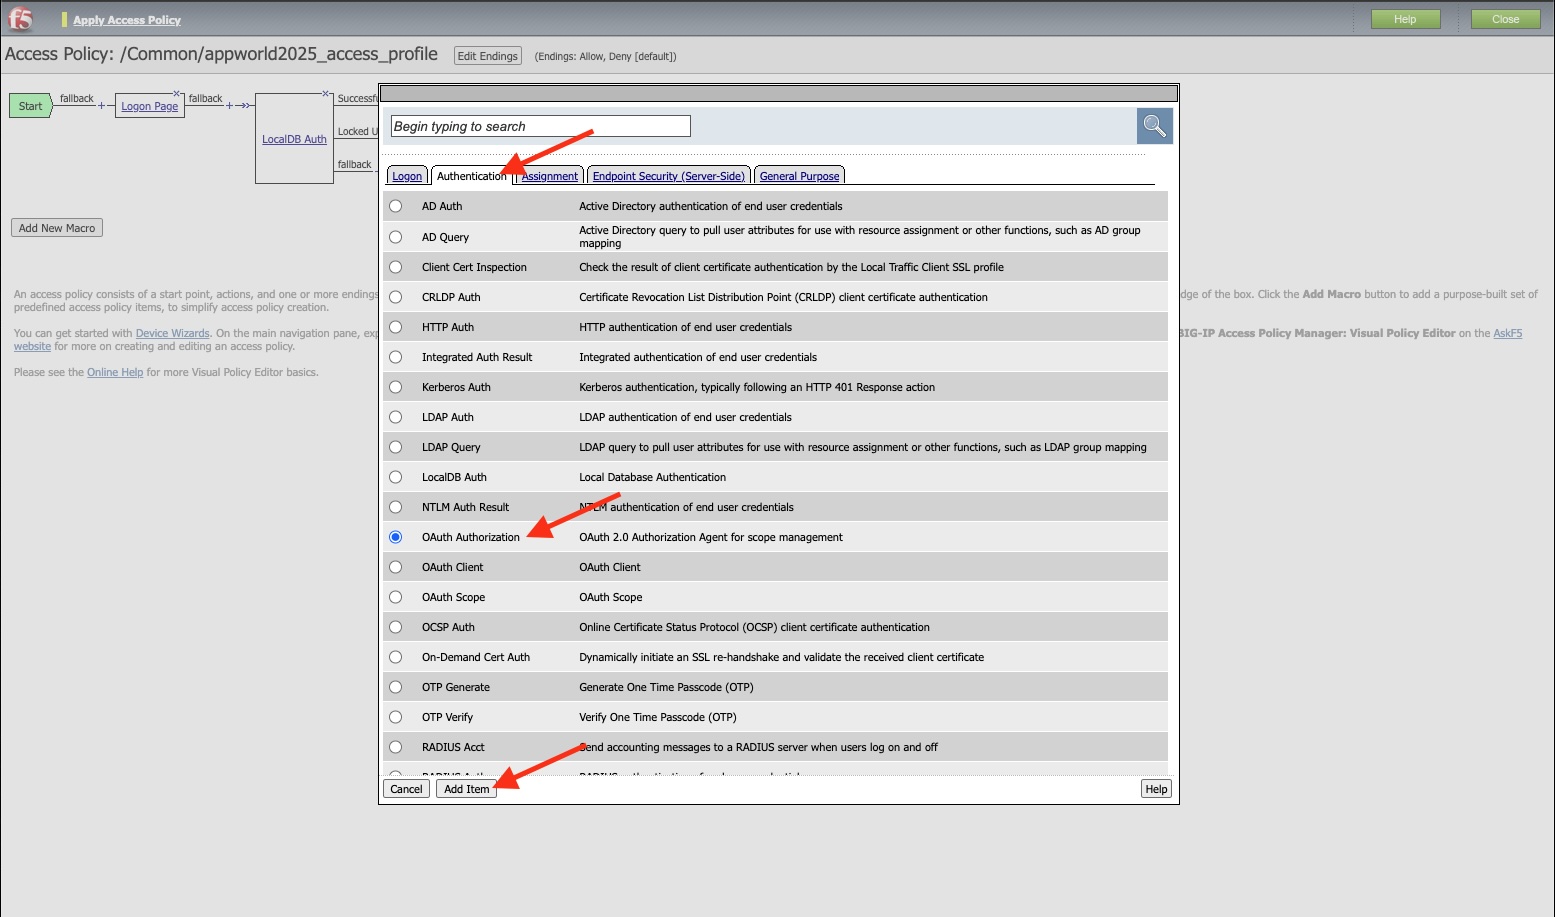 f5
Apply Access Policy
Help
Close
Access Policy: /Common/appworld2025_access_profile
Edit Endings
(Endings: Allow, Deny [default])
Start
fallback
+
Logon Page
x
fallback
+
LocalDB Auth
x
Locked U
fallback
Add New Macro
An access policy consists of a start point, actions, and one or more endings
dge of the box. Click the Add Macro button to add a purpose-built set of
predefined access policy items, to simplify access policy creation.
You can get started with Device Wizards. On the main navigation pane,
BIG-IP Access Policy Manager: Visual Policy Editor on the AskF5
website for more on creating and editing an access policy.
Please see the Online Help for more Visual Policy Editor basics.
Begin typing to search
Logon
Authentication
Assignment
Endpoint Security (Server-Side)
General Purpose
AD Auth
Active Directory authentication of end user credentials
AD Query
Active Directory query to pull user attributes for use with resource assignment or other functions, such as AD group
mapping
Client Cert Inspection
Check the result of client certificate authentication by the Local Traffic Client SSL profile
CRLDP Auth
Certificate Revocation List Distribution Point (CRLDP) client certificate authentication
HTTP Auth
HTTP authentication of end user credentials
Integrated Auth Result
Integrated authentication of end user credentials
Kerberos Auth
Kerberos authentication, typically following an HTTP 401 Response action
LDAP Auth
LDAP authentication of end user credentials
LDAP Query
LDAP query to pull user attributes for use with resource assignment or other functions, such as LDAP group mapping
LocalDB Auth
Local Database Authentication
NTLM Auth Result
NTLM authentication of end user credentials
OAuth Authorization
OAuth 2.0 Authorization Agent for scope management
OAuth Client
OAuth Client
OAuth Scope
OAuth Scope
OCSP Auth
Online Certificate Status Protocol (OCSP) client certificate authentication
On-Demand Cert Auth
Dynamically initiate an SSL re-handshake and validate the received client certificate
OTP Generate
Generate One Time Passcode (OTP)
OTP Verify
Verify One Time Passcode (OTP)
RADIUS Acct
Send accounting messages to a RADIUS server when users log on and off
Cancel
Add Item
Help